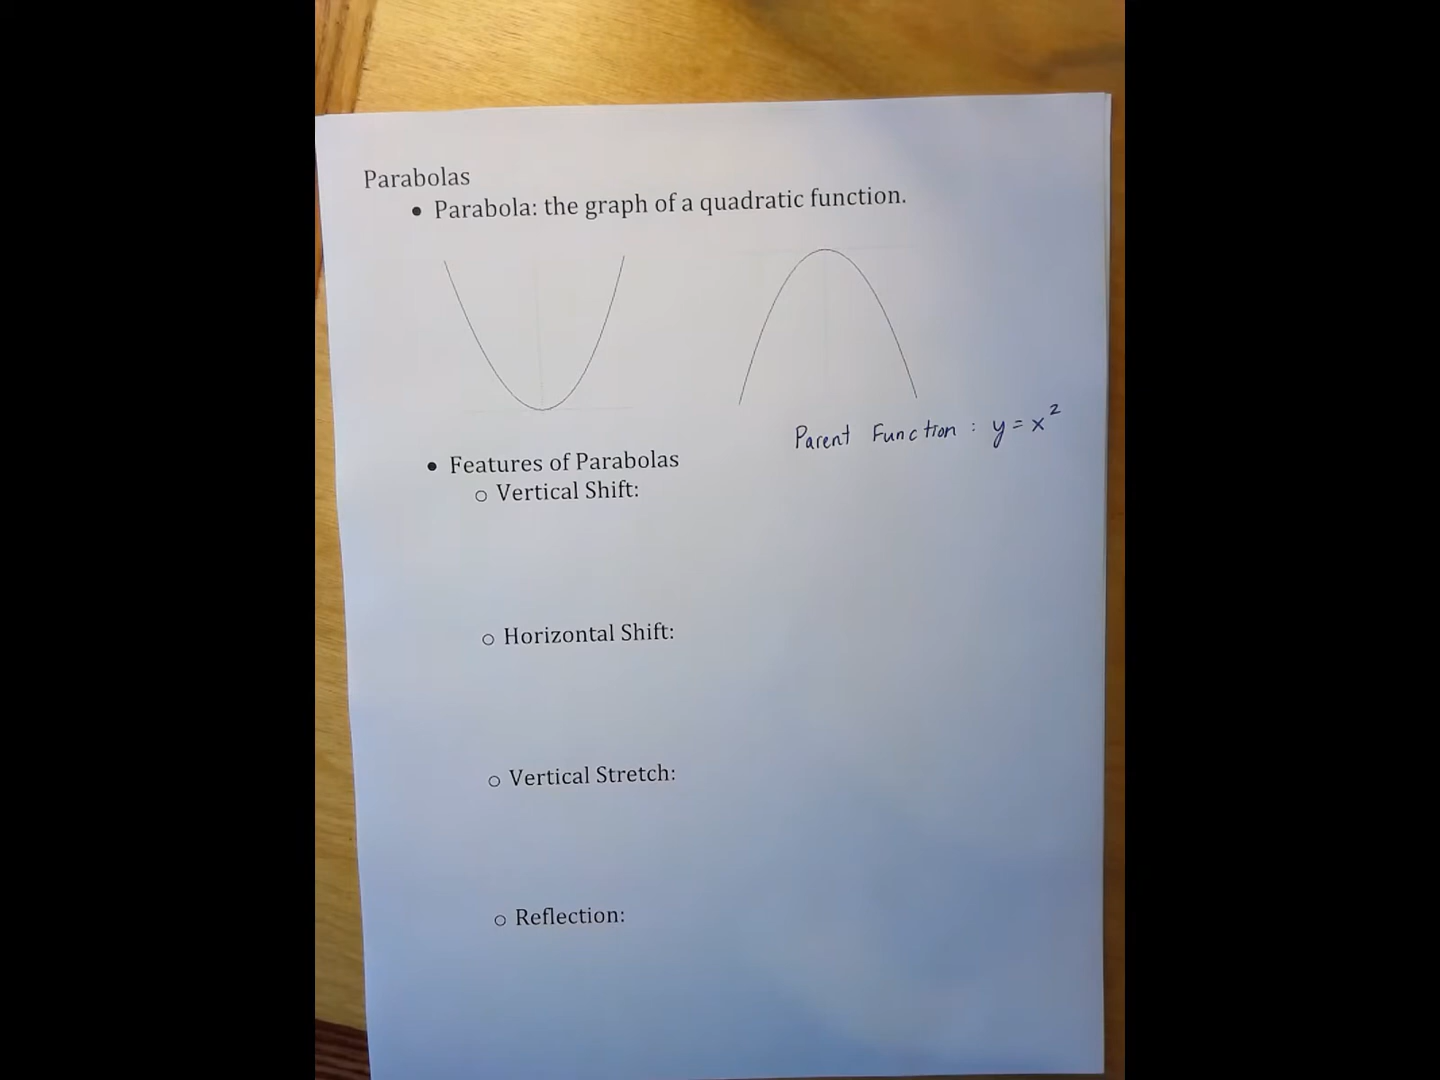 Parabolas
• Parabola: the graph of a quadratic function.
Parent Function : y = x²
• Features of Parabolas
○ Vertical Shift:
○ Horizontal Shift:
○ Vertical Stretch:
○ Reflection: